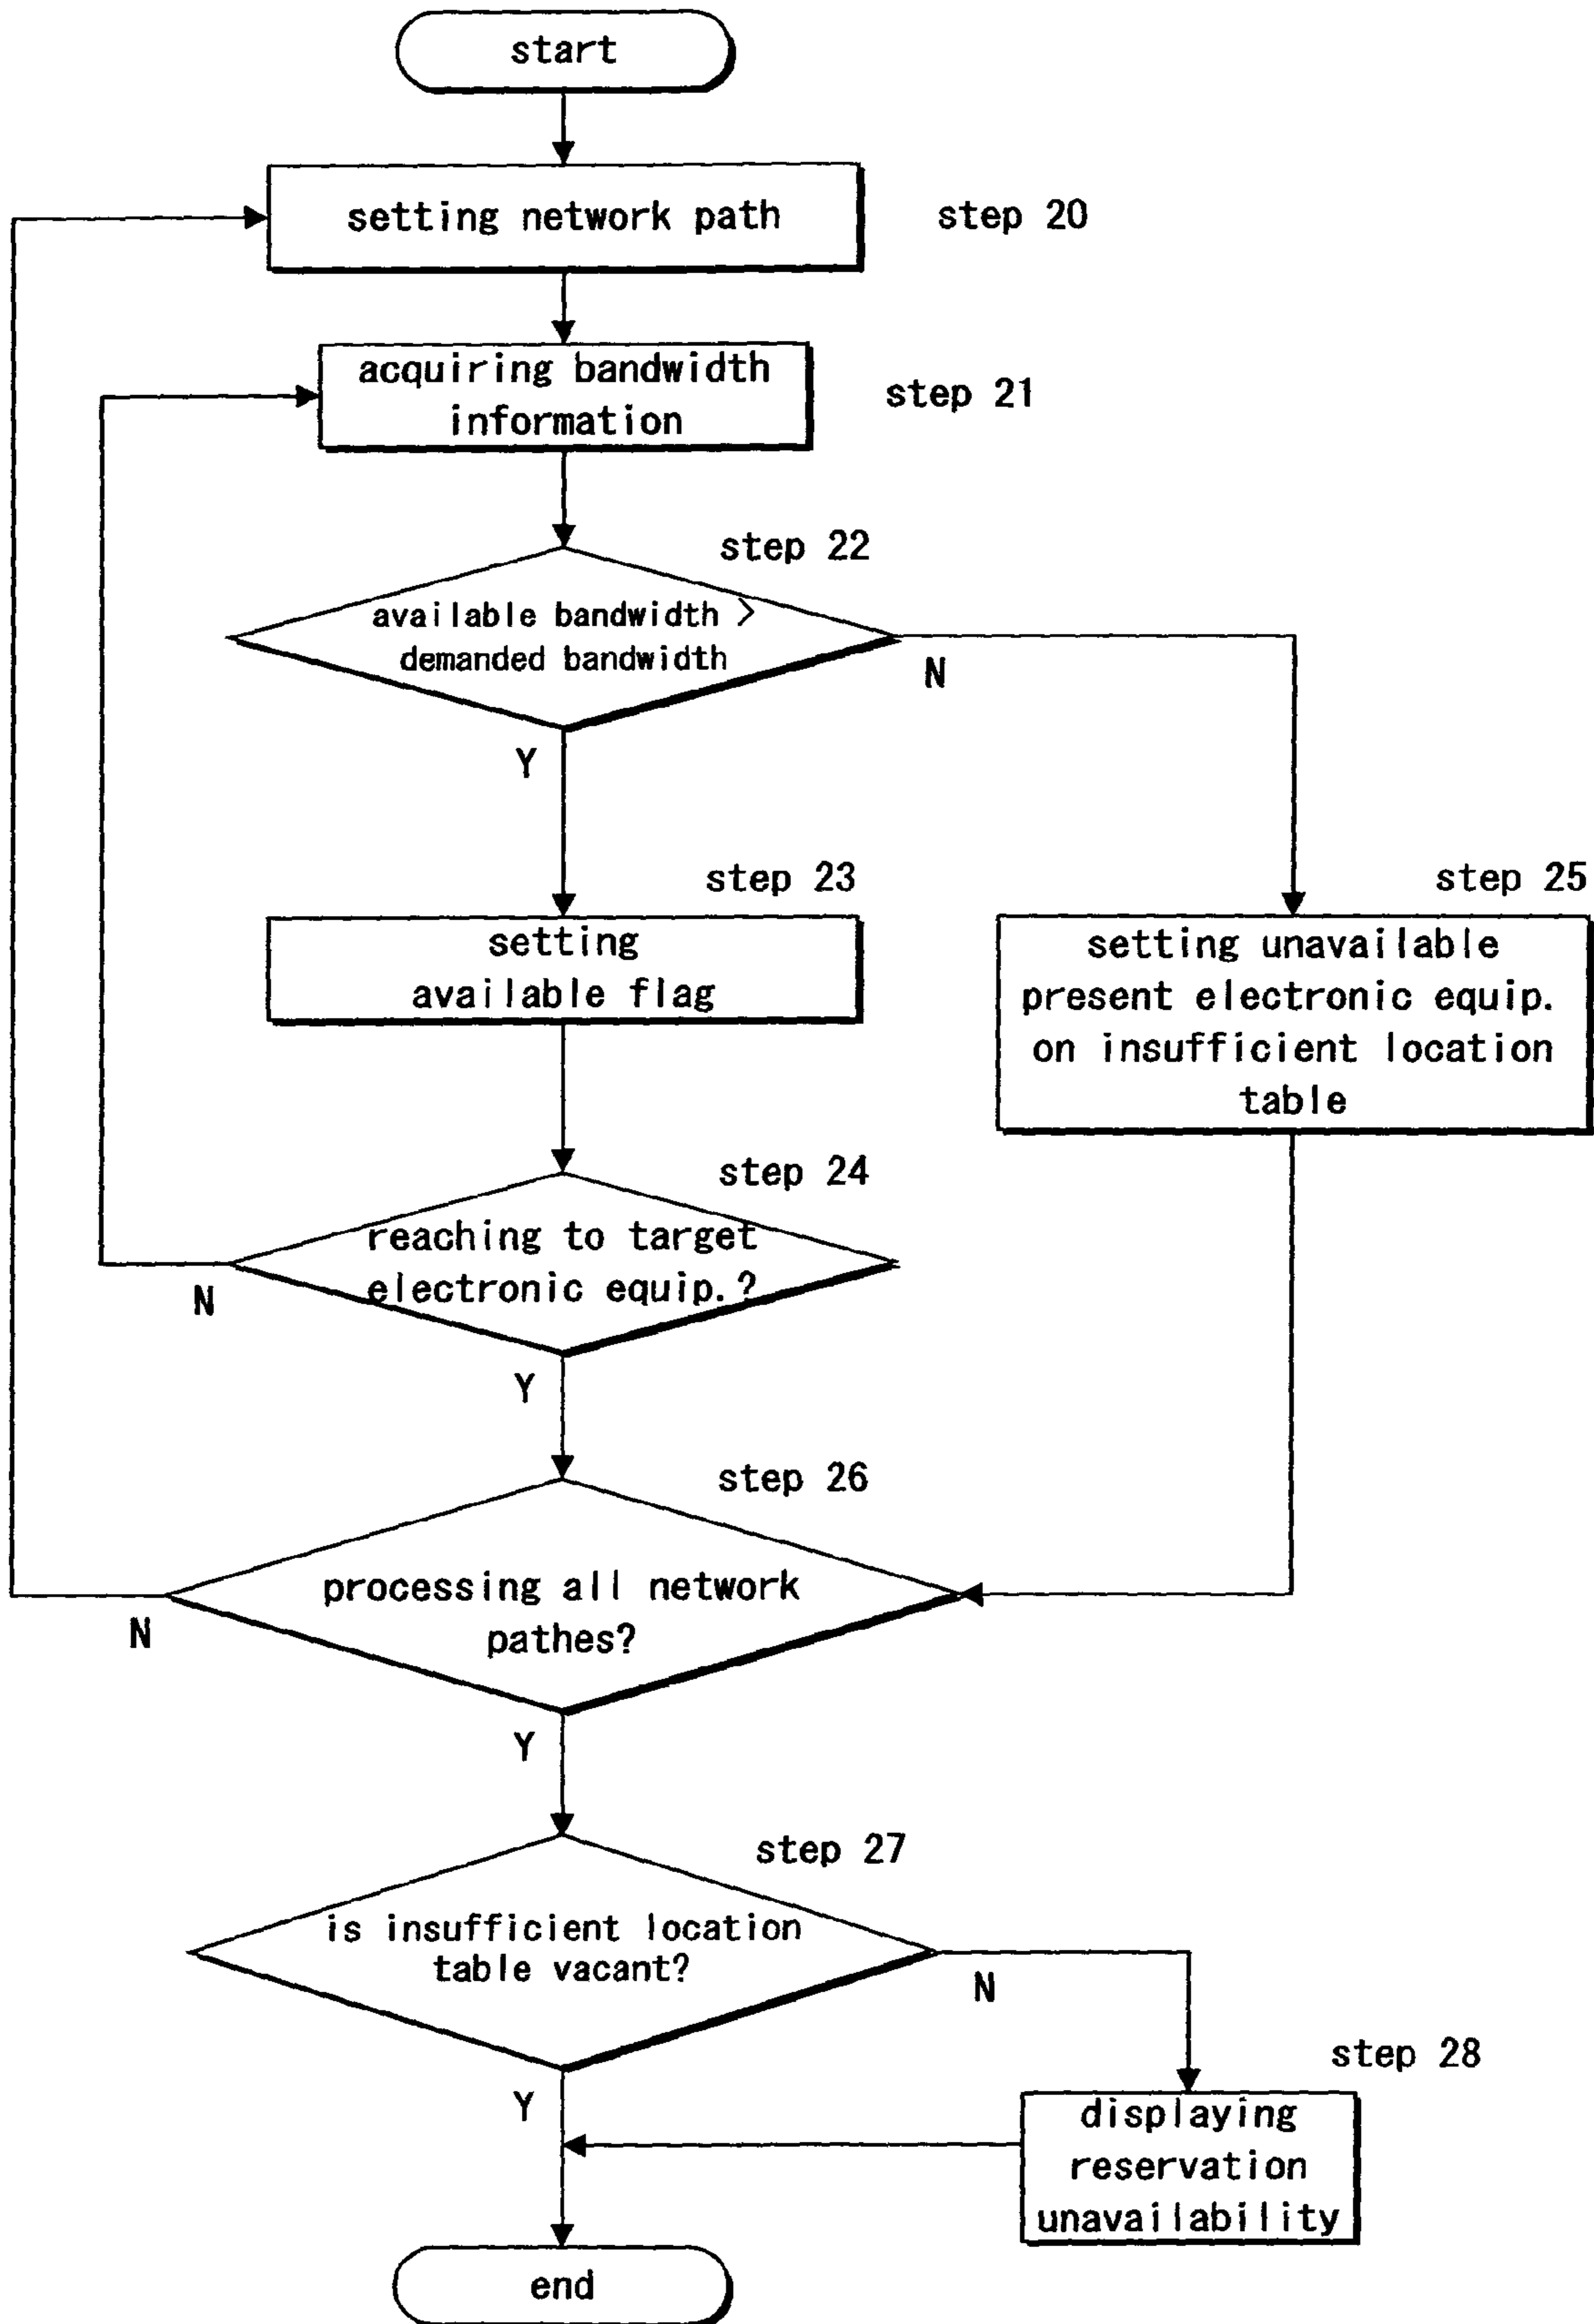 start
setting network path
step 20
acquiring bandwidth
information
step 21
step 22
available bandwidth >
demanded bandwidth
N
Y
step 23
setting
available flag
step 25
setting unavailable
present electronic equip.
on insufficient location
table
step 24
reaching to target
electronic equip.?
N
Y
step 26
processing all network
pathes?
N
Y
step 27
is insufficient location
table vacant?
N
Y
step 28
displaying
reservation
unavailability
end